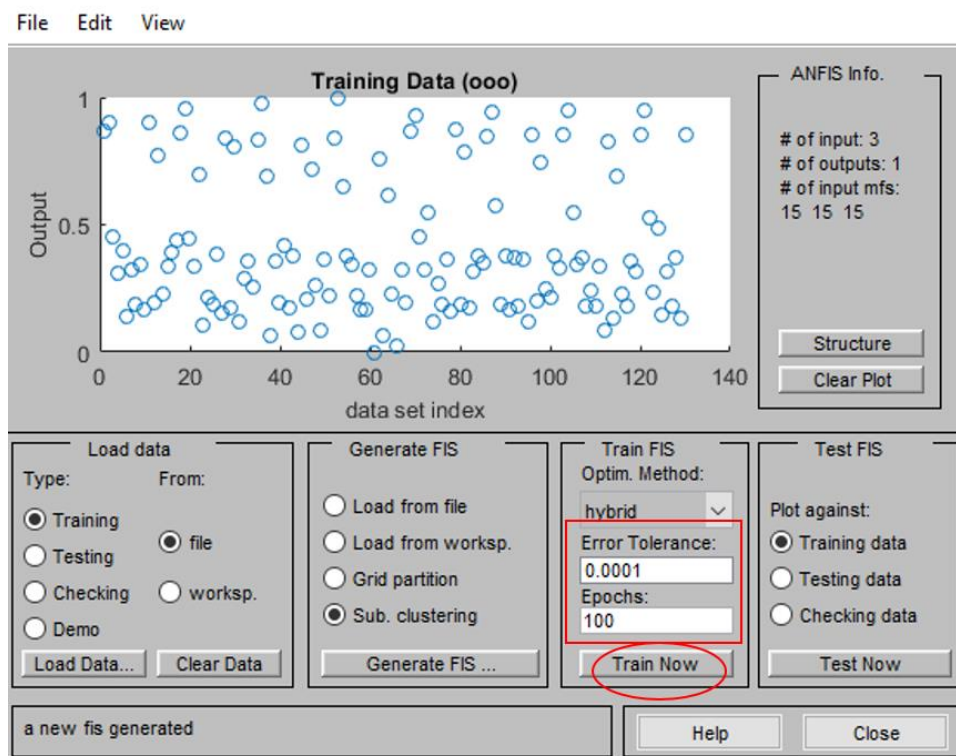 File Edit View
Training Data (ooo)
Output
1
0.5
0
0 20 40 60 80 100 120 140
data set index
ANFIS Info.
# of input: 3
# of outputs: 1
# of input mfs:
15 15 15
Structure
Clear Plot
Load data
Type: From:
Training
Testing
Checking
Demo
file
worksp.
Load Data... Clear Data
Generate FIS
Load from file
Load from worksp.
Grid partition
Sub. clustering
Generate FIS ...
Train FIS
Optim. Method:
hybrid
Error Tolerance:
0.0001
Epochs:
100
Train Now
Test FIS
Plot against:
Training data
Testing data
Checking data
Test Now
a new fis generated
Help Close